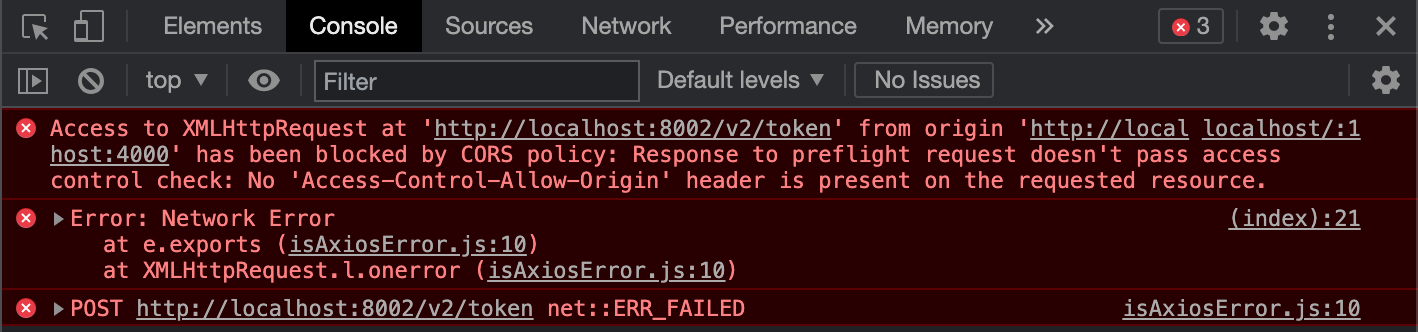 Elements Console Sources Network Performance Memory 3
top Filter Default levels No Issues
Access to XMLHttpRequest at 'http://localhost:8002/v2/token' from origin 'http://local localhost/:1
host:4000' has been blocked by CORS policy: Response to preflight request doesn't pass access
control check: No 'Access-Control-Allow-Origin' header is present on the requested resource.
Error: Network Error (index):21
at e.exports (isAxiosError.js:10)
at XMLHttpRequest.l.onerror (isAxiosError.js:10)
POST http://localhost:8002/v2/token net::ERR_FAILED isAxiosError.js:10